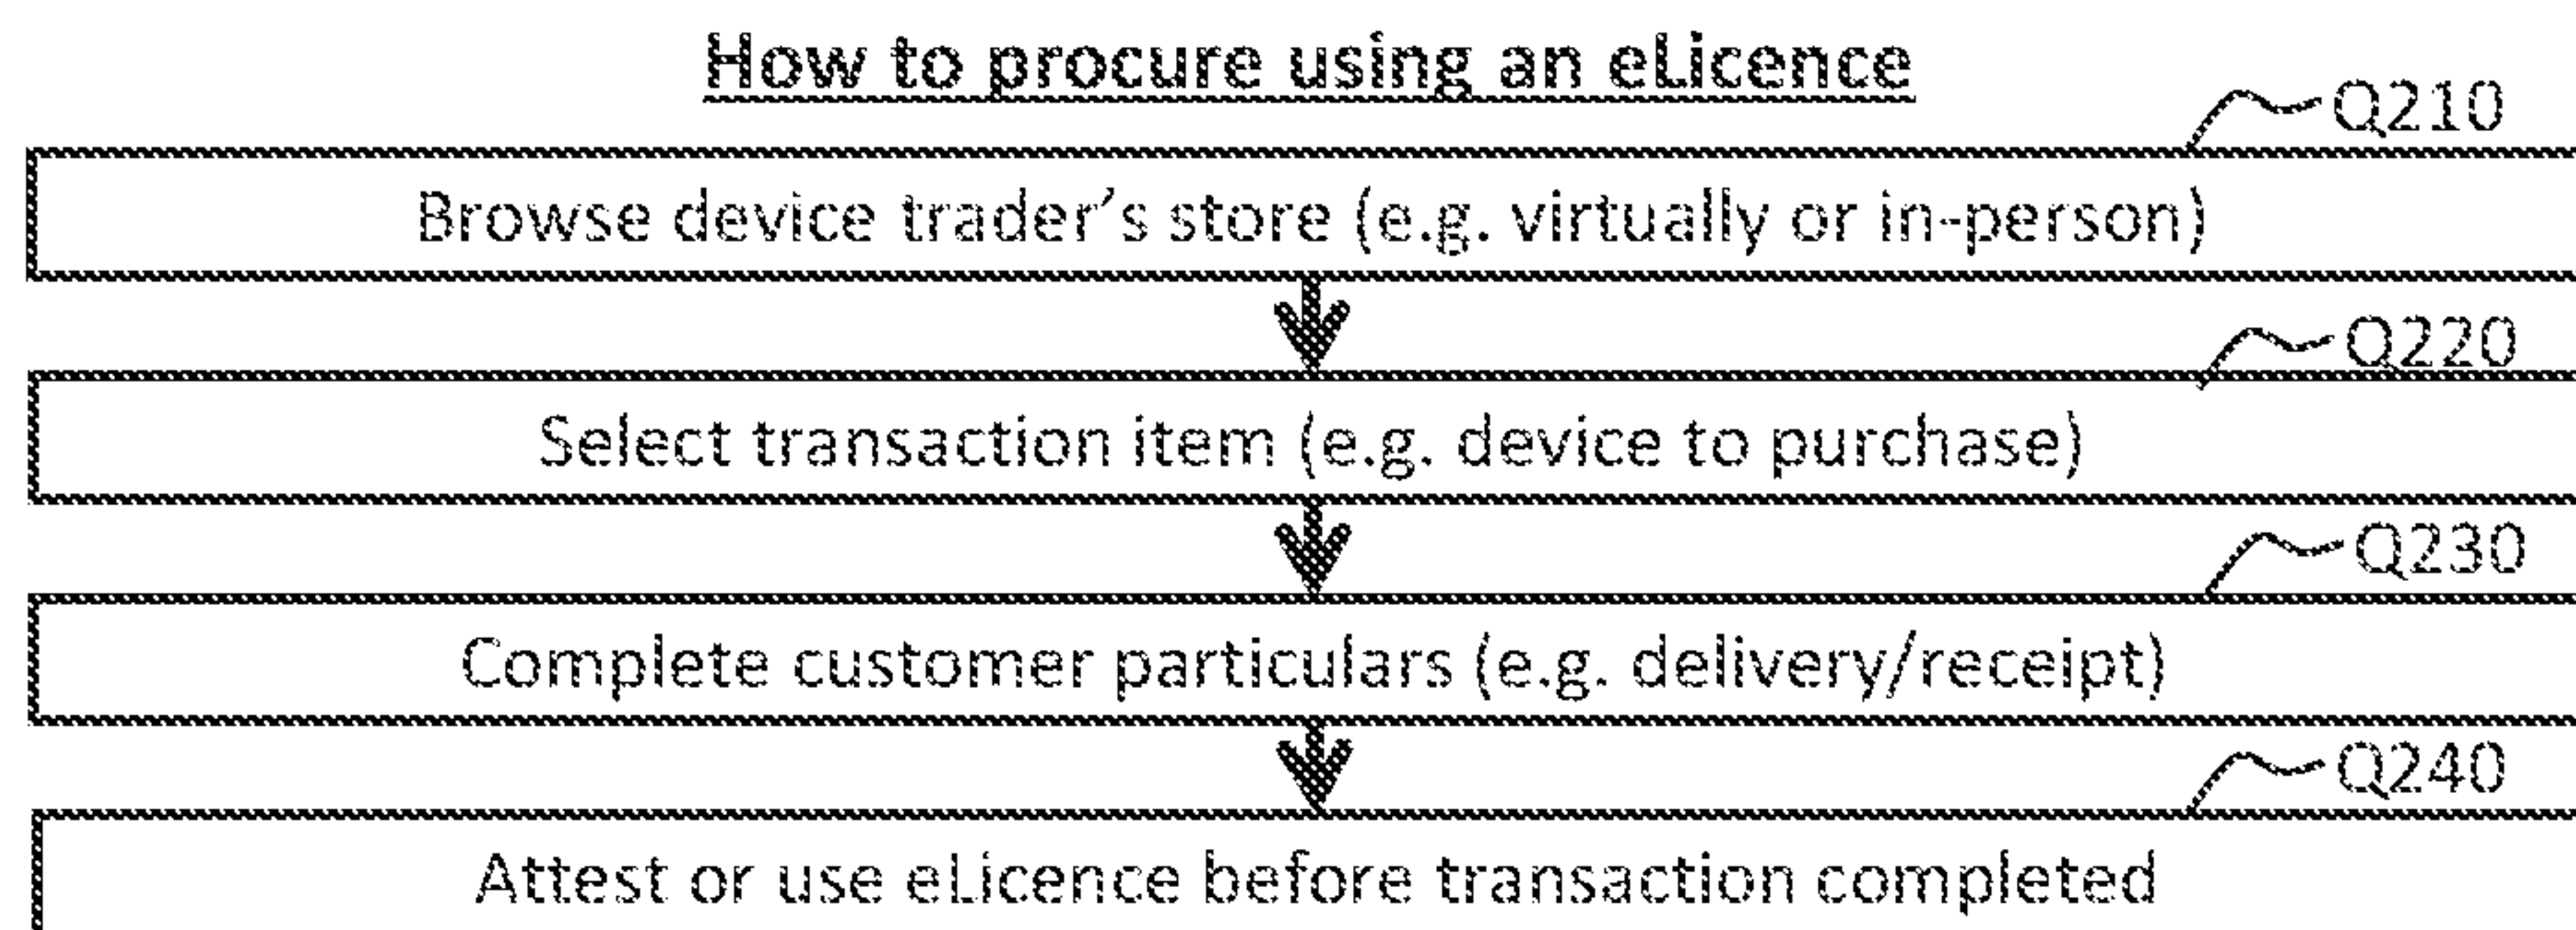 How to procure using an eLicence
Q210
Browse device trader's store (e.g. virtually or in-person)
Q220
Select transaction item (e.g. device to purchase)
Q230
Complete customer particulars (e.g. delivery/receipt)
Q240
Attest or use eLicence before transaction completed